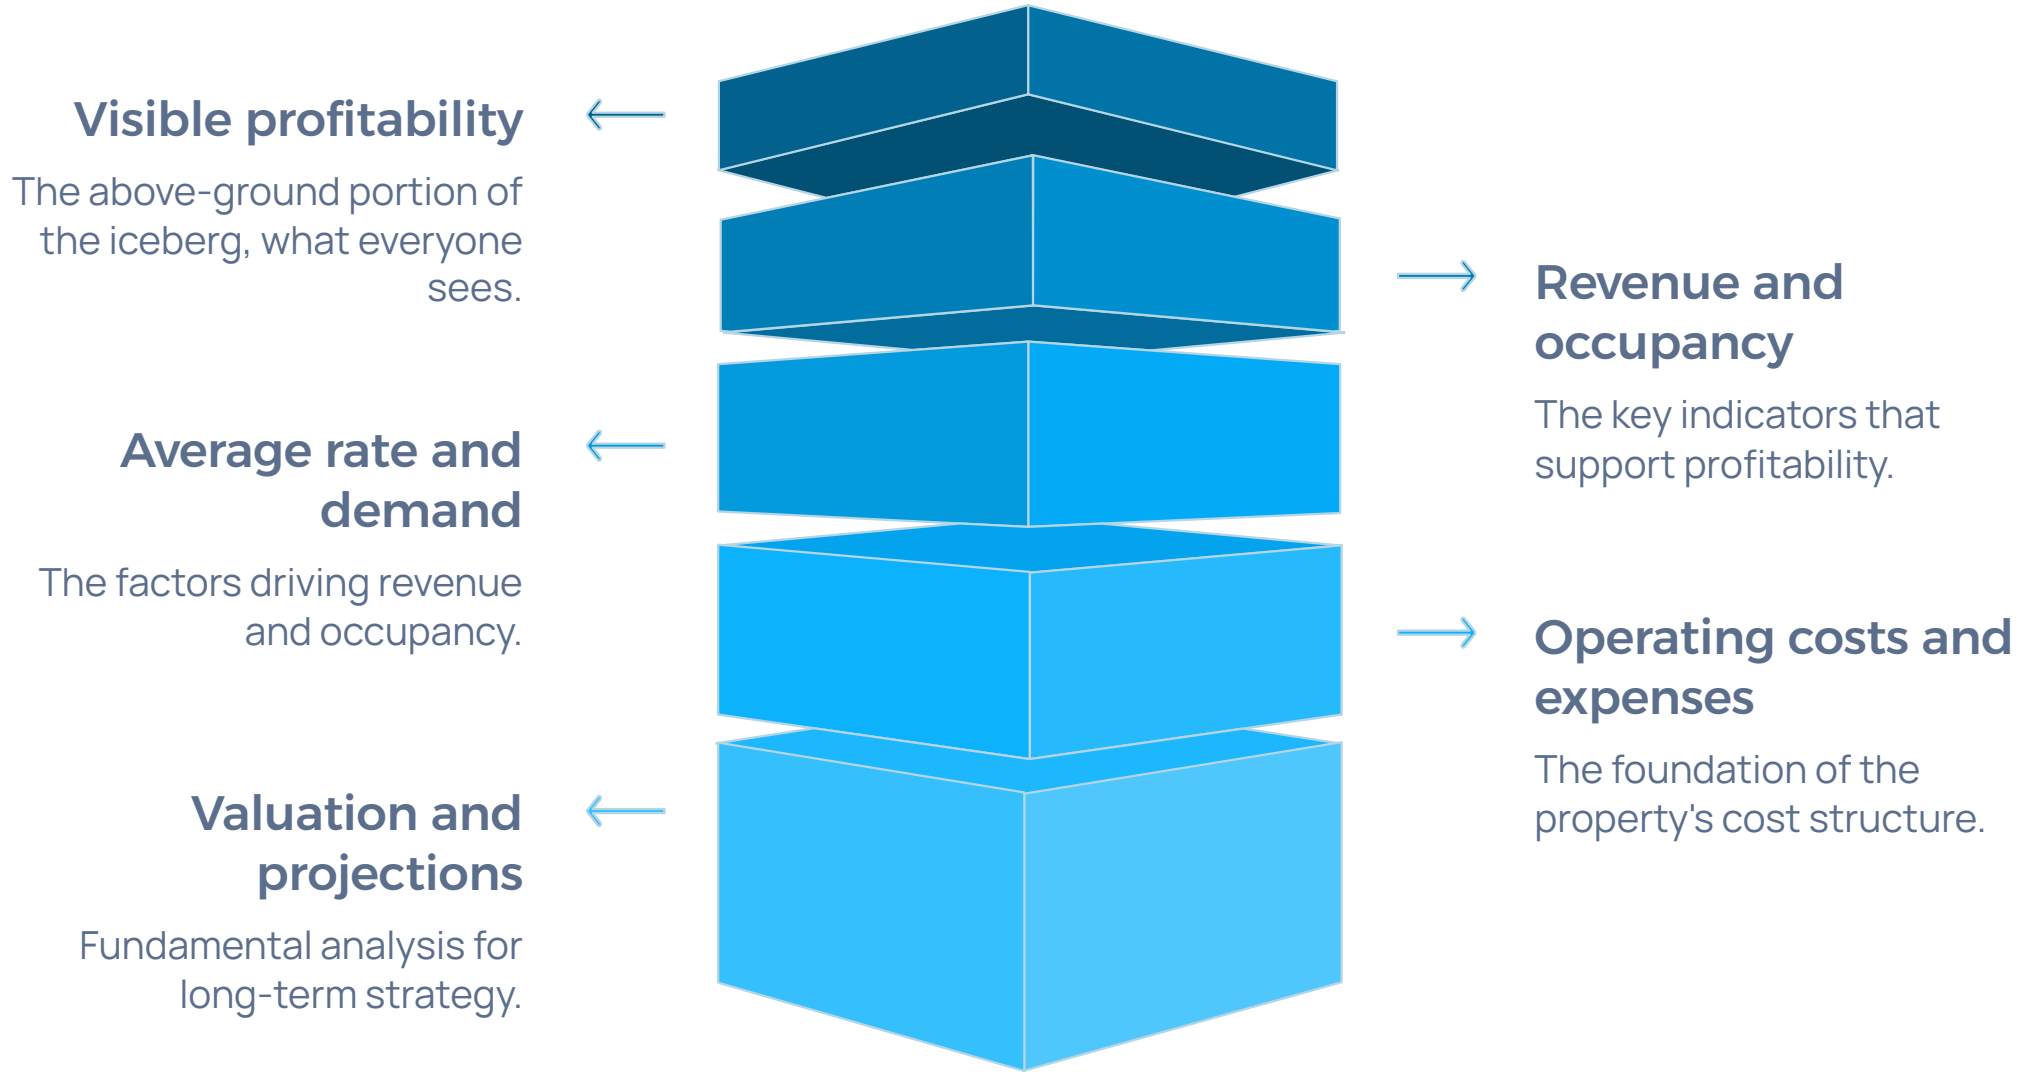 Visible profitability
The above-ground portion of
the iceberg, what everyone
sees.
Revenue and
occupancy
The key indicators that
support profitability.
Average rate and
demand
The factors driving revenue
and occupancy.
Operating costs and
expenses
The foundation of the
property's cost structure.
Valuation and
projections
Fundamental analysis for
long-term strategy.